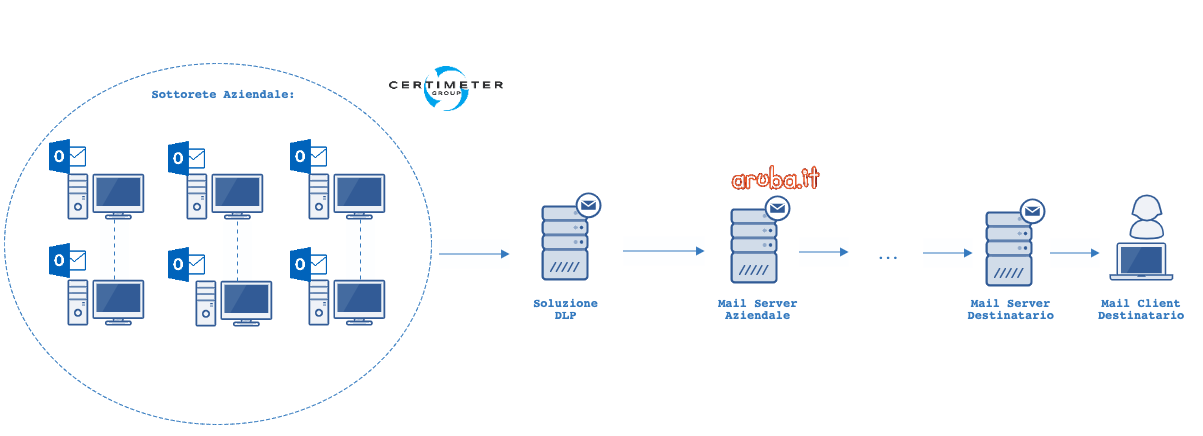 Sottorete Aziendale:
CERTIMETER
GROUP
aruba.it
...
Soluzione
DLP
Mail Server
Aziendale
Mail Server
Destinatario
Mail Client
Destinatario